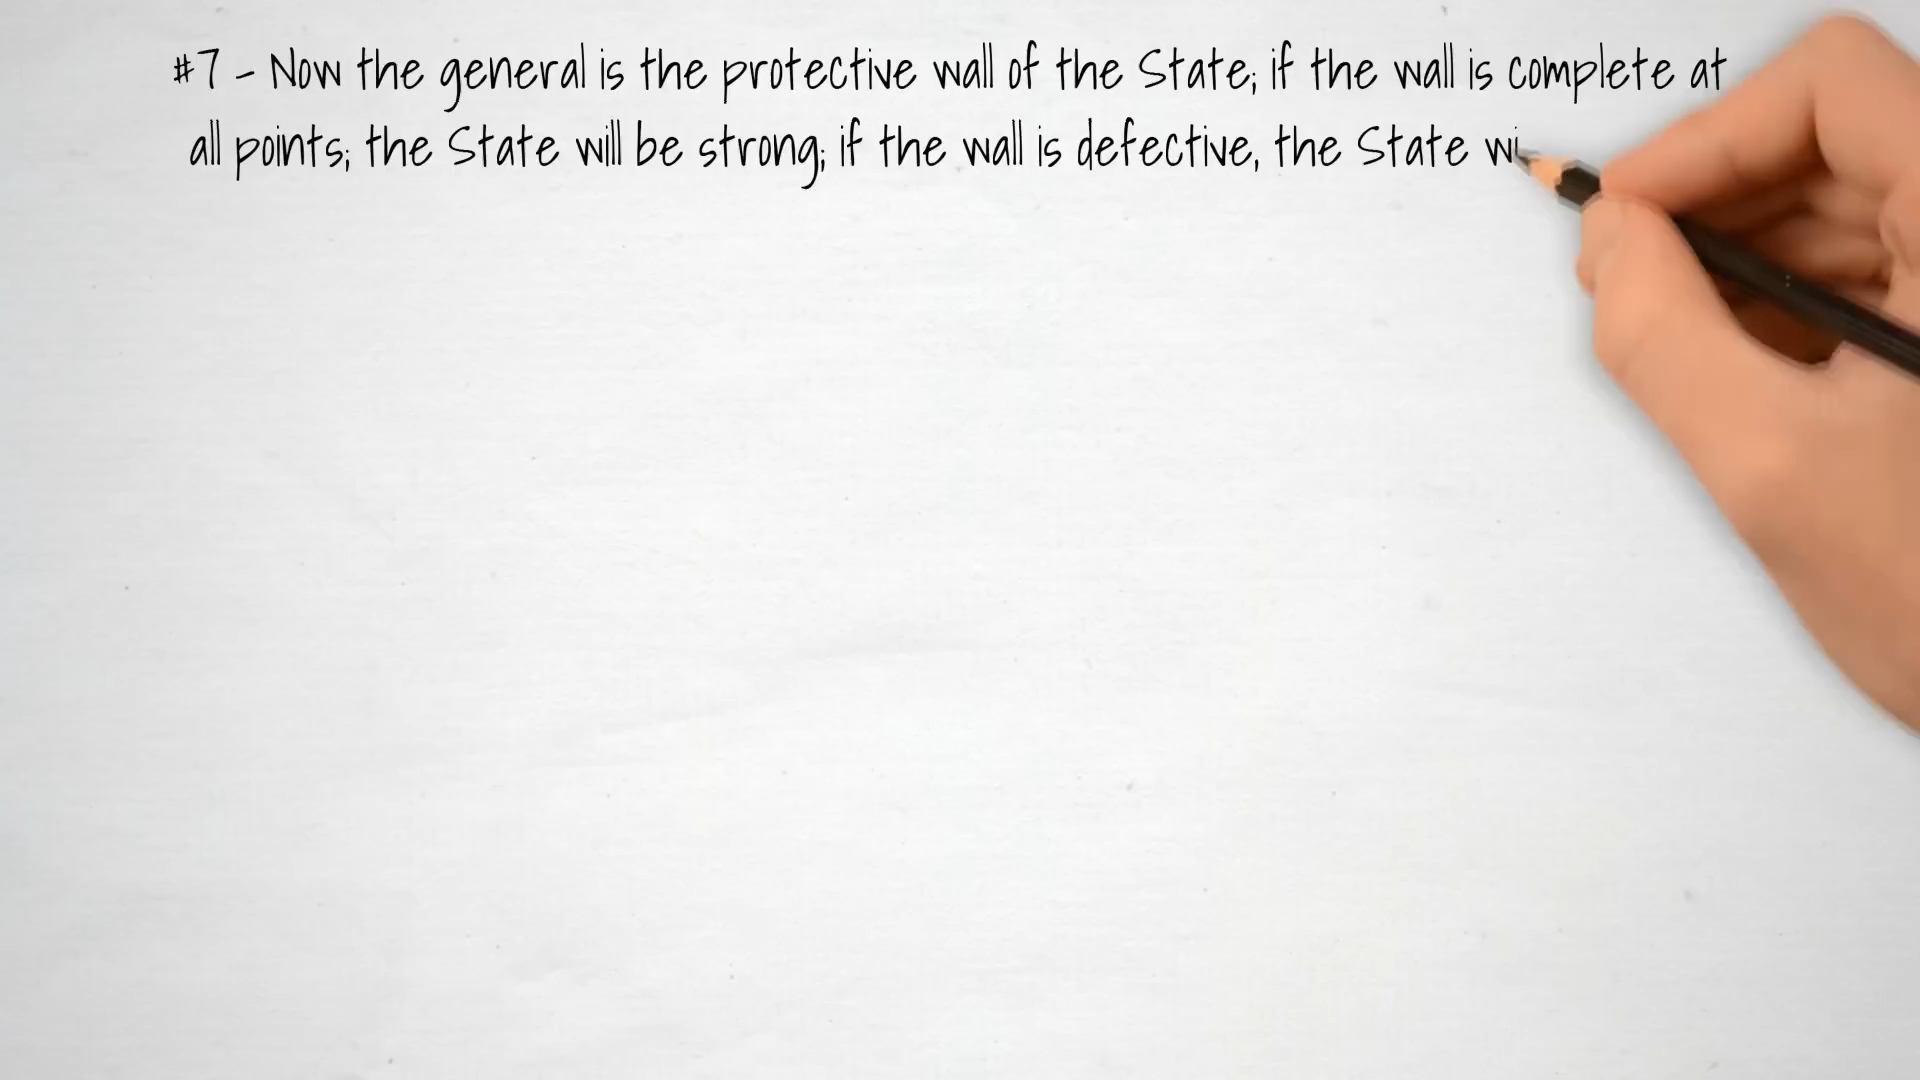 #7 - Now the general is the protective wall of the State; if the wall is complete at
all points; the State will be strong; if the wall is defective, the State wi